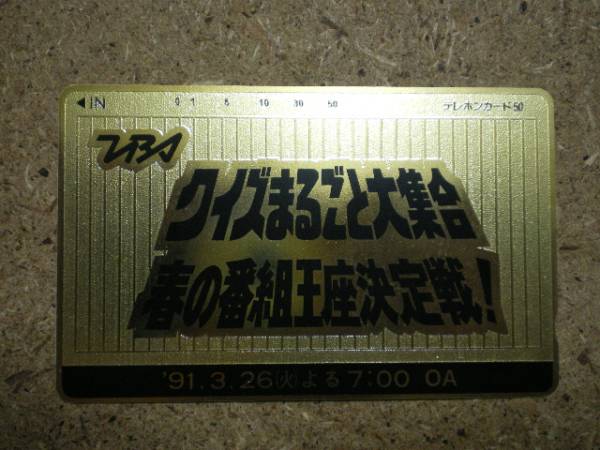 ◀IN 0 1 5 10 30 50 テレホンカード50
クイズまるごと大集合
春の番組王座決定戦!
'91.3.26(火)よる7:00 OA